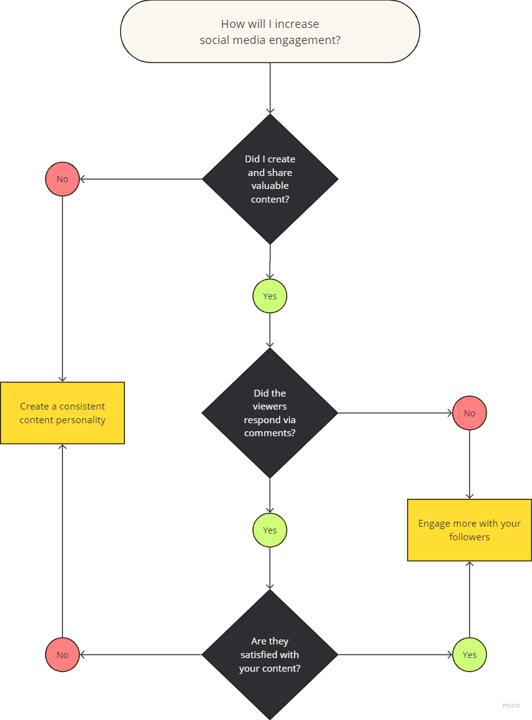 How will I increase
social media engagement?
Did I create
and share
valuable
content?
No
Yes
Create a consistent
content personality
Did the
viewers
respond via
comments?
No
Engage more with your
followers
Yes
Are they
satisfied with
your content?
No
Yes
miro